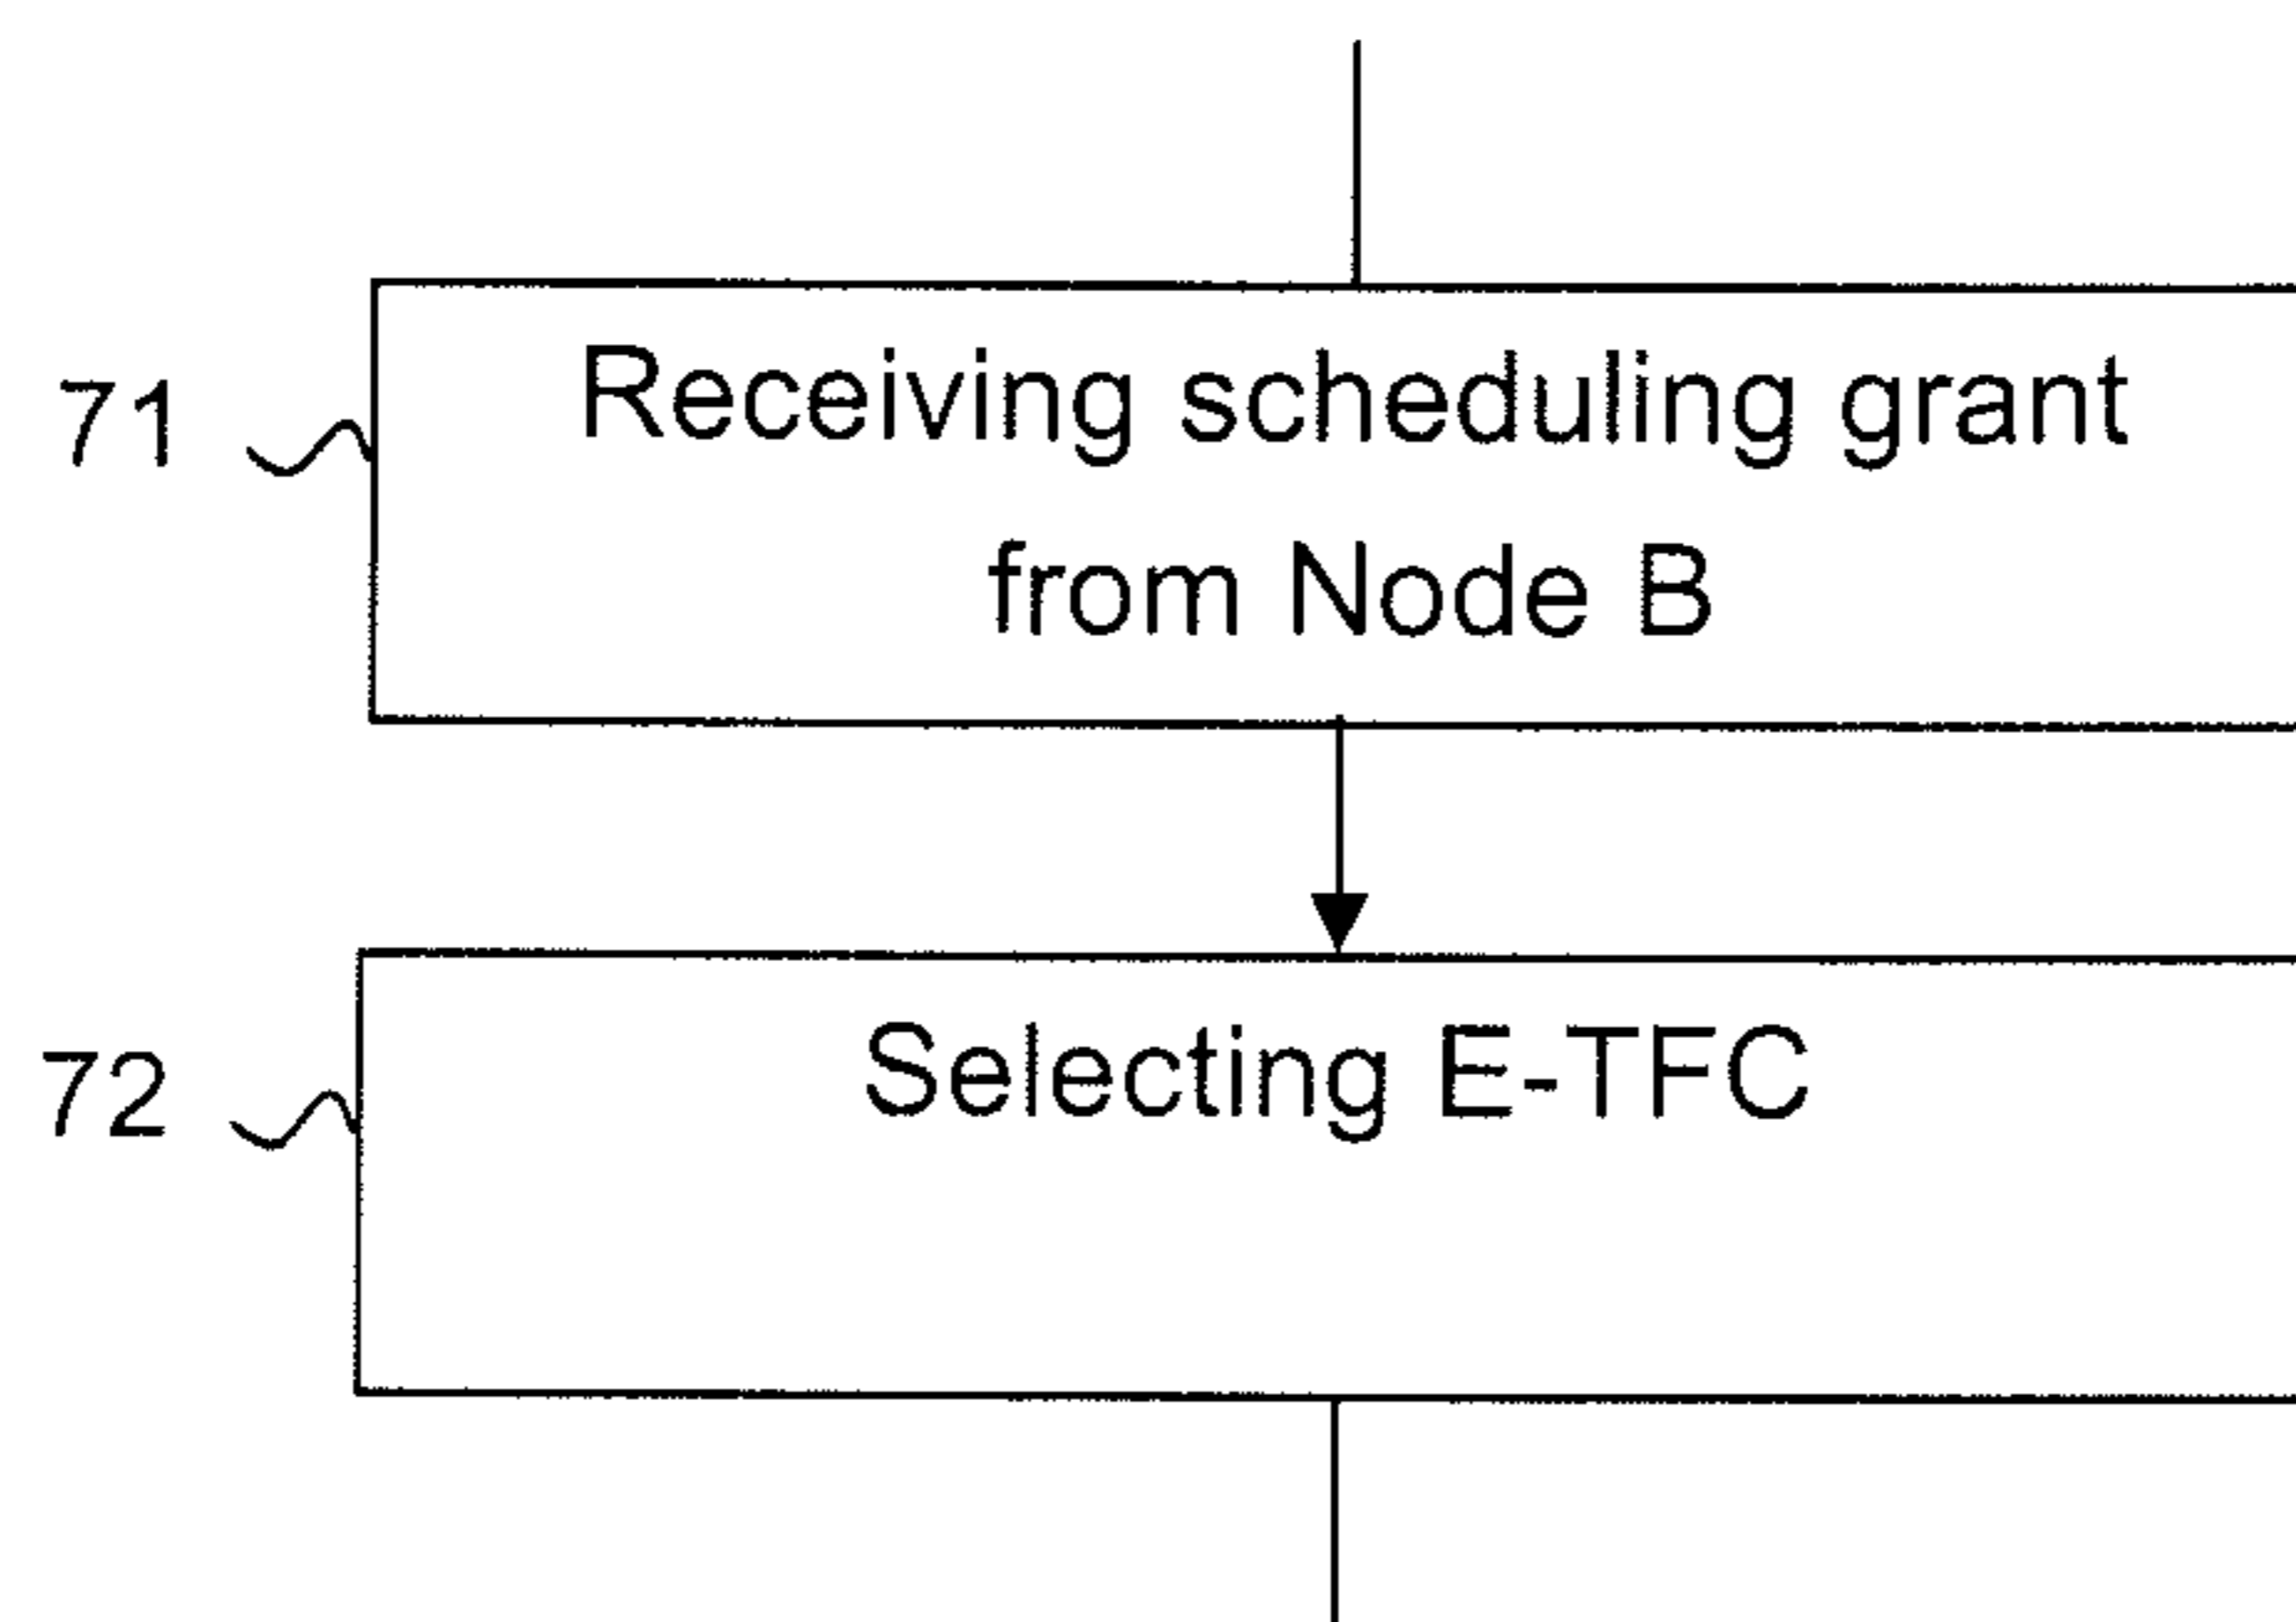 71
Receiving scheduling grant
from Node B
72
Selecting E-TFC